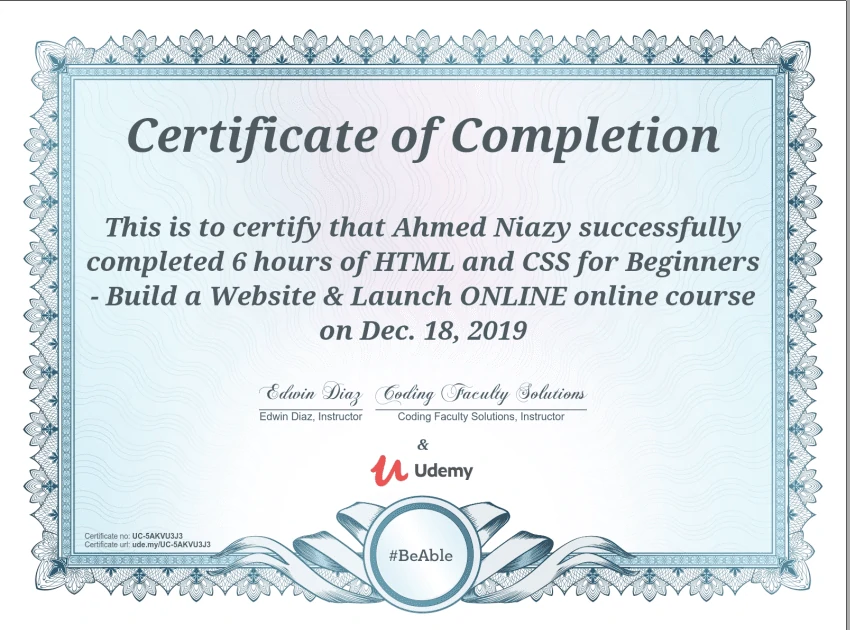 Certificate of Completion
This is to certify that Ahmed Niazy successfully
completed 6 hours of HTML and CSS for Beginners
- Build a Website & Launch ONLINE online course
on Dec. 18, 2019
Edwin Diaz Coding Faculty Solutions
Edwin Diaz, Instructor Coding Faculty Solutions, Instructor
&
Udemy
Certificate no: UC-5AKVU3J3
Certificate url: ude.my/UC-5AKVU3J3
#BeAble